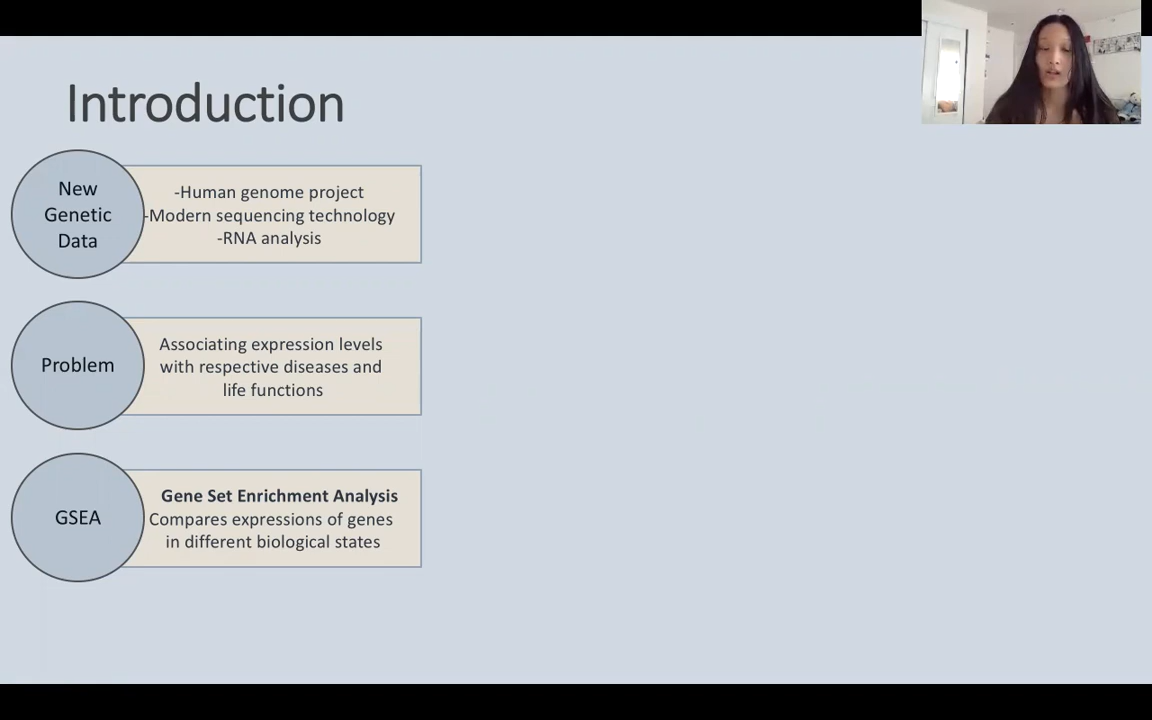 Introduction
New
Genetic
Data
-Human genome project
-Modern sequencing technology
-RNA analysis
Problem
Associating expression levels
with respective diseases and
life functions
GSEA
Gene Set Enrichment Analysis
Compares expressions of genes
in different biological states